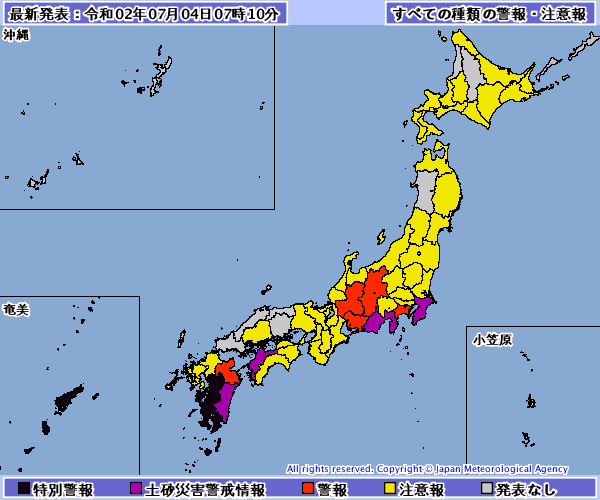 最新発表：令和02年07月04日07時10分
すべての種類の警報・注意報
沖縄
奄美
小笠原
All rights reserved. Copyright © Japan Meteorological Agency
特別警報 土砂災害警戒情報 警報 注意報 発表なし